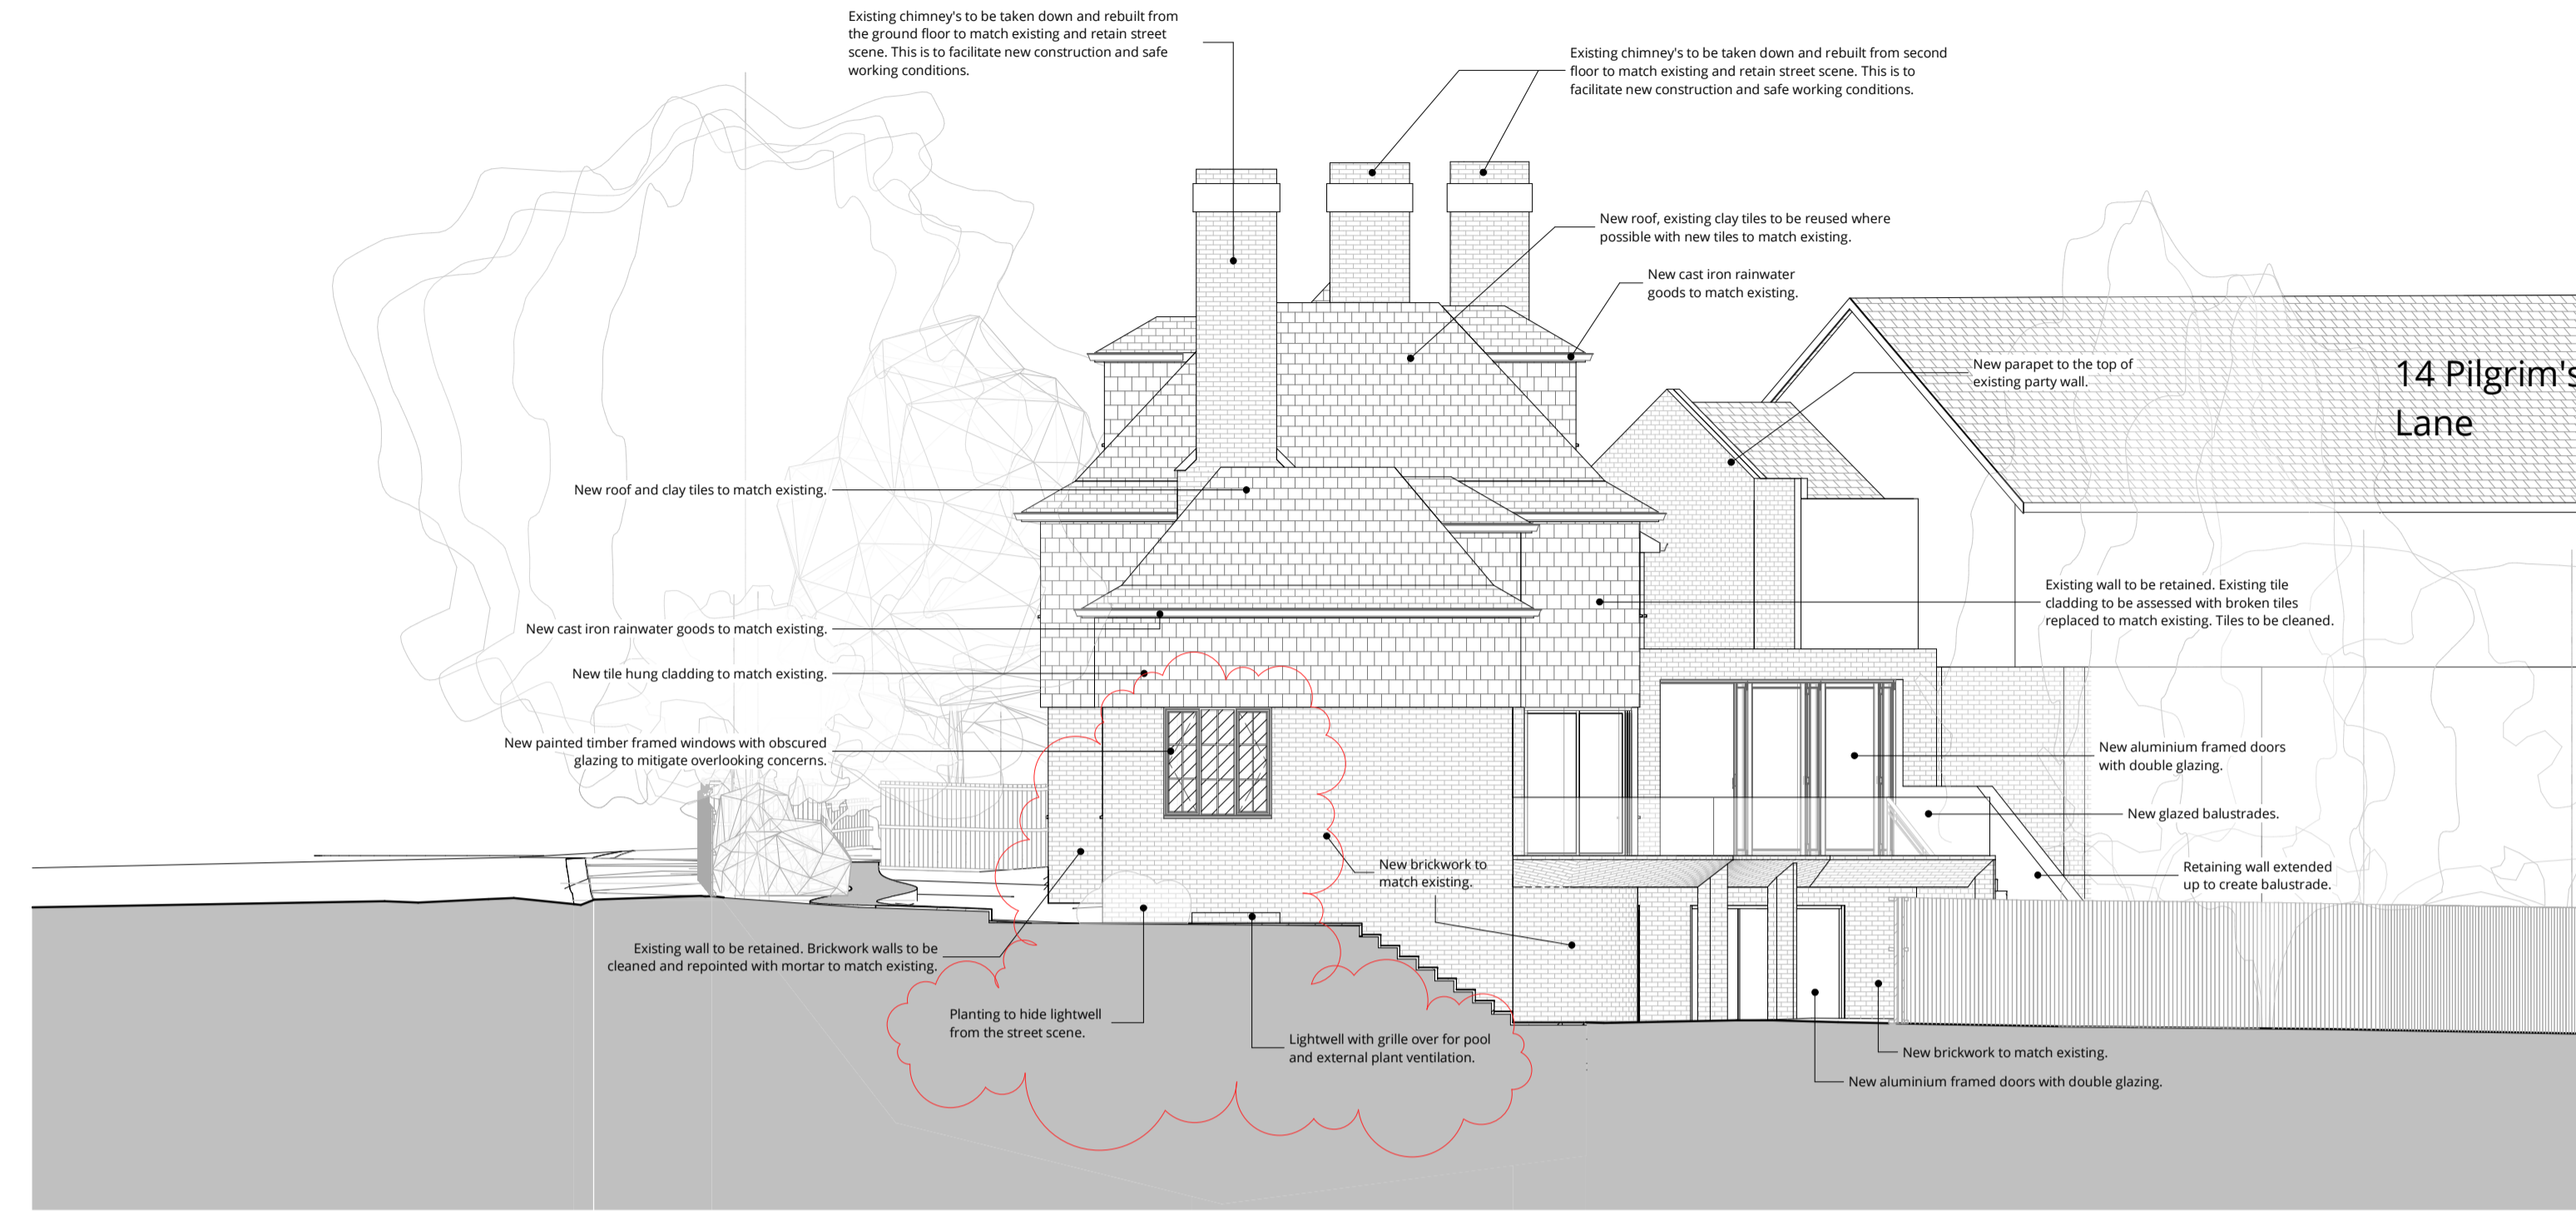 Existing chimney's to be taken down and rebuilt from
the ground floor to match existing and retain street
scene. This is to facilitate new construction and safe
working conditions.
Existing chimney's to be taken down and rebuilt from second
floor to match existing and retain street scene. This is to
facilitate new construction and safe working conditions.
New roof, existing clay tiles to be reused where
possible with new tiles to match existing.
New cast iron rainwater
goods to match existing.
New parapet to the top of
existing party wall.
14 Pilgrim's
Lane
New roof and clay tiles to match existing.
Existing wall to be retained. Existing tile
cladding to be assessed with broken tiles
replaced to match existing. Tiles to be cleaned.
New cast iron rainwater goods to match existing.
New tile hung cladding to match existing.
New painted timber framed windows with obscured
glazing to mitigate overlooking concerns.
New aluminium framed doors
with double glazing.
New glazed balustrades.
New brickwork to
match existing.
Retaining wall extended
up to create balustrade.
Existing wall to be retained. Brickwork walls to be
cleaned and repointed with mortar to match existing.
Planting to hide lightwell
from the street scene.
Lightwell with grille over for pool
and external plant ventilation.
New brickwork to match existing.
New aluminium framed doors with double glazing.